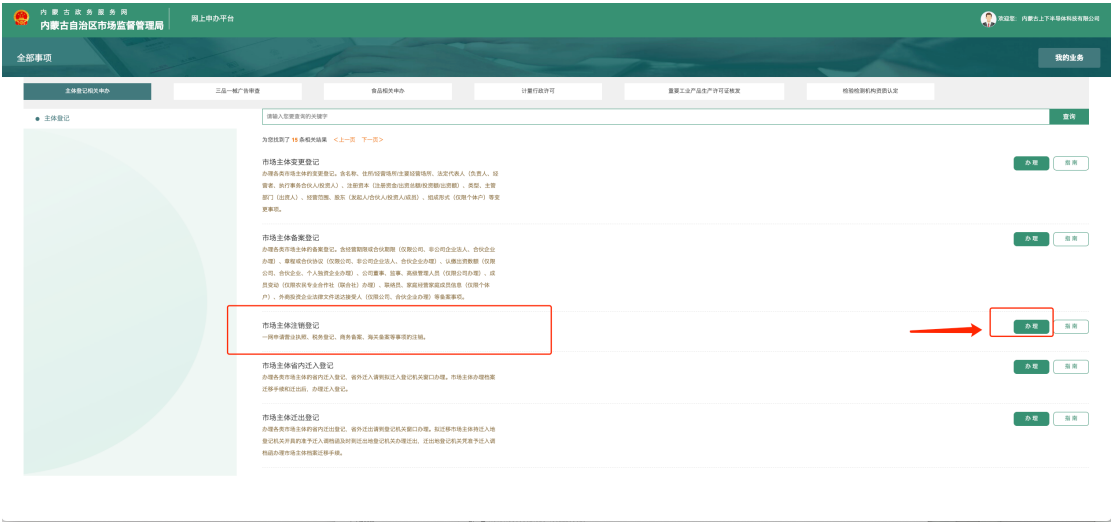 内蒙古政务服务网
内蒙古自治区市场监督管理局
网上申办平台
欢迎您：内蒙古上下半导体科技有限公司
全部事项
我的业务
主体登记相关申办
三品一械广告审查
食品相关申办
计量行政许可
重要工业产品生产许可证核发
检验检测机构资质认定
主体登记
请输入您要查询的关键字
查询
为您找到了 15 条相关结果 <上一页 下一页>
市场主体变更登记
办理 指南
办理各类市场主体的变更登记。含名称、住所/经营场所/主要经营场所、法定代表人（负责人、经
营者、执行事务合伙人/投资人）、注册资本（注册资金/出资总额/投资额/出资额）、类型、主管
部门（出资人）、经营范围、股东（发起人/合伙人/投资人/成员）、组成形式（仅限个体户）等变
更事项。
市场主体备案登记
办理 指南
办理各类市场主体的备案登记。含经营期限或合伙期限（仅限公司、非公司企业法人、合伙企业
办理）、章程或合伙协议（仅限公司、非公司企业法人、合伙企业办理）、认缴出资数额（仅限
公司、合伙企业、个人独资企业办理）、公司董事、监事、高级管理人员（仅限公司办理）、成
员变动（仅限农民专业合作社（联合社）办理）、联络员、家庭经营家庭成员信息（仅限个体
户）、外商投资企业法律文件送达接受人（仅限公司、合伙企业办理）等备案事项。
市场主体注销登记
办理 指南
一网申请营业执照、税务登记、商务备案、海关备案等事项的注销。
市场主体省内迁入登记
办理 指南
办理各类市场主体的省内迁入登记，省外迁入请到拟迁入登记机关窗口办理。市场主体办理档案
迁移手续和迁出后，办理迁入登记。
市场主体迁出登记
办理 指南
办理各类市场主体的省内迁出登记，省外迁出请到登记机关窗口办理。拟迁移市场主体持迁入地
登记机关开具的准予迁入调档函及时到迁出地登记机关办理迁出，迁出地登记机关凭准予迁入调
档函办理市场主体档案迁移手续。